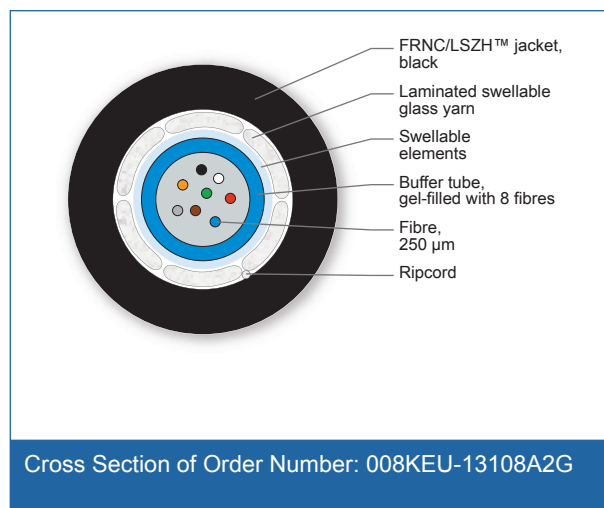 FRNC/LSZH™ jacket,
black
Laminated swellable
glass yarn
Swellable
elements
Buffer tube,
gel-filled with 8 fibres
Fibre,
250 µm
Ripcord
Cross Section of Order Number: 008KEU-13108A2G